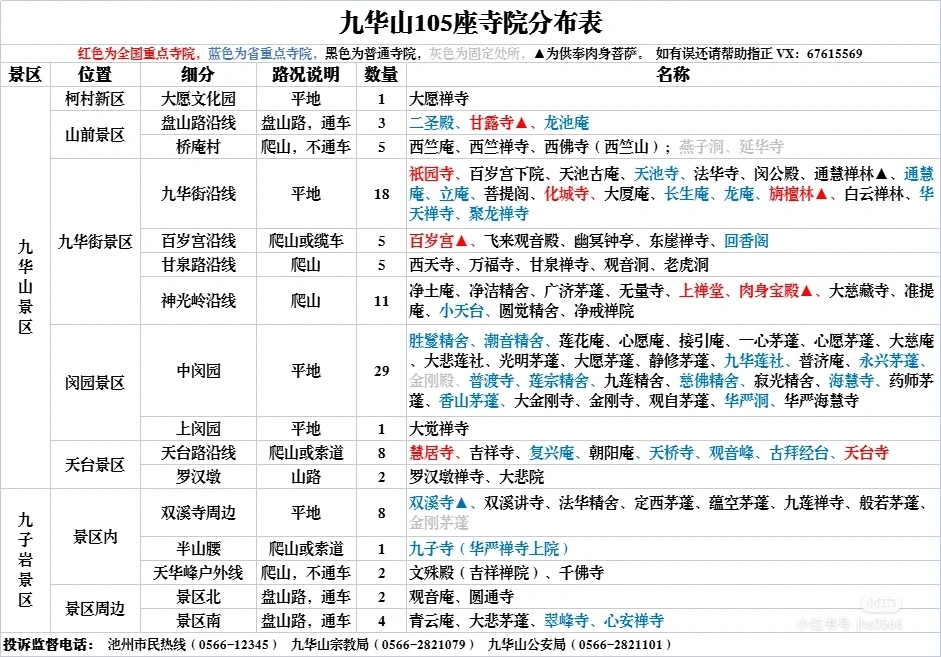 九华山105座寺院分布表
红色为全国重点寺院，蓝色为省重点寺院，黑色为普通寺院，灰色为固定处所，▲为供奉肉身菩萨。 如有误还请帮助指正 VX：67615569
景区 位置 细分 路况说明 数量 名称
九华山景区
柯村新区 大愿文化园 平地 1 大愿禅寺
山前景区
盘山路沿线 盘山路，通车 3 二圣殿、甘露寺▲、龙池庵
桥庵村 爬山，不通车 5 西竺庵、西竺禅寺、西佛寺（西竺山）；燕子洞、延华寺
九华街景区
九华街沿线 平地 18
祇园寺、百岁宫下院、天池古庵、天池寺、法华寺、闵公殿、通慧禅林▲、通慧
庵、立庵、菩提阁、化城寺、大厦庵、长生庵、龙庵、旃檀林▲、白云禅林、华
天禅寺、聚龙禅寺
百岁宫沿线 爬山或缆车 5 百岁宫▲、飞来观音殿、幽冥钟亭、东崖禅寺、回香阁
甘泉路沿线 爬山 5 西天寺、万福寺、甘泉禅寺、观音洞、老虎洞
神光岭沿线 爬山 11
净土庵、净洁精舍、广济茅蓬、无量寺、上禅堂、肉身宝殿▲、大慈藏寺、准提
庵、小天台、圆觉精舍、净戒禅院
闵园景区
中闵园 平地 29
胜鬘精舍、潮音精舍、莲花庵、心愿庵、接引庵、一心茅蓬、心愿茅蓬、大慈庵
、大悲莲社、光明茅蓬、大愿茅蓬、静修茅蓬、九华莲社、普济庵、永兴茅蓬、
金刚殿、普渡寺、莲宗精舍、九莲精舍、慈佛精舍、寂光精舍、海慧寺、药师茅
蓬、香山茅蓬、大金刚寺、金刚寺、观自茅蓬、华严洞、华严海慧寺
上闵园 平地 1 大觉禅寺
天台景区
天台路沿线 爬山或索道 8 慧居寺、吉祥寺、复兴庵、朝阳庵、天桥寺、观音峰、古拜经台、天台寺
罗汉墩 山路 2 罗汉墩禅寺、大悲院
九子岩景区
景区内
双溪寺周边 平地 8
双溪寺▲、双溪讲寺、法华精舍、定西茅蓬、蕴空茅蓬、九莲禅寺、般若茅蓬、
金刚茅蓬
半山腰 爬山或索道 1 九子寺（华严禅寺上院）
天华峰户外线 爬山，不通车 2 文殊殿（吉祥禅院）、千佛寺
景区周边
景区北 盘山路，通车 2 观音庵、圆通寺
景区南 盘山路，通车 4 青云庵、大悲茅蓬、翠峰寺、心安禅寺
投诉监督电话： 池州市民热线（0566-12345） 九华山宗教局（0566-2821079） 九华山公安局（0566-2821101）
小红书
小红书号